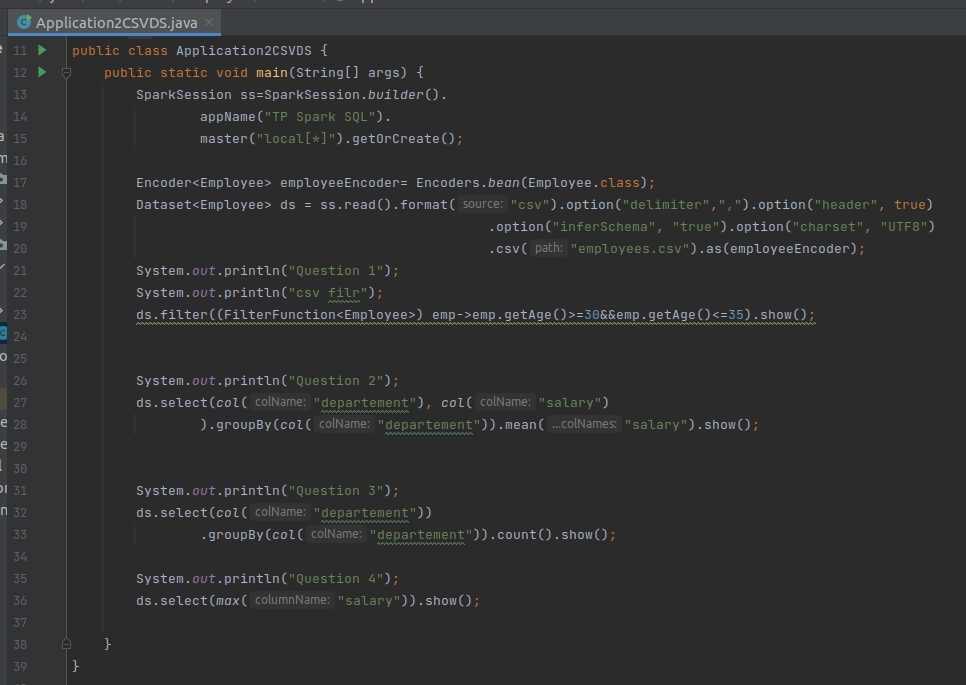 Application2CSVDS.java
11 public class Application2CSVDS {
12 public static void main(String[] args) {
13 SparkSession ss=SparkSession.builder().
14 appName("TP Spark SQL").
15 master("local[*]").getOrCreate();
16
17 Encoder<Employee> employeeEncoder= Encoders.bean(Employee.class);
18 Dataset<Employee> ds = ss.read().format( source: "csv").option("delimiter",",").option("header", true)
19 .option("inferSchema", "true").option("charset", "UTF8")
20 .csv( path: "employees.csv").as(employeeEncoder);
21 System.out.println("Question 1");
22 System.out.println("csv filr");
23 ds.filter((FilterFunction<Employee>) emp->emp.getAge()>=30&&emp.getAge()<=35).show();
24
25
26 System.out.println("Question 2");
27 ds.select(col( colName: "departement"), col( colName: "salary")
28 ).groupBy(col( colName: "departement")).mean( ...colNames: "salary").show();
29
30
31 System.out.println("Question 3");
32 ds.select(col( colName: "departement"))
33 .groupBy(col( colName: "departement")).count().show();
34
35 System.out.println("Question 4");
36 ds.select(max( columnName: "salary")).show();
37
38 }
39 }